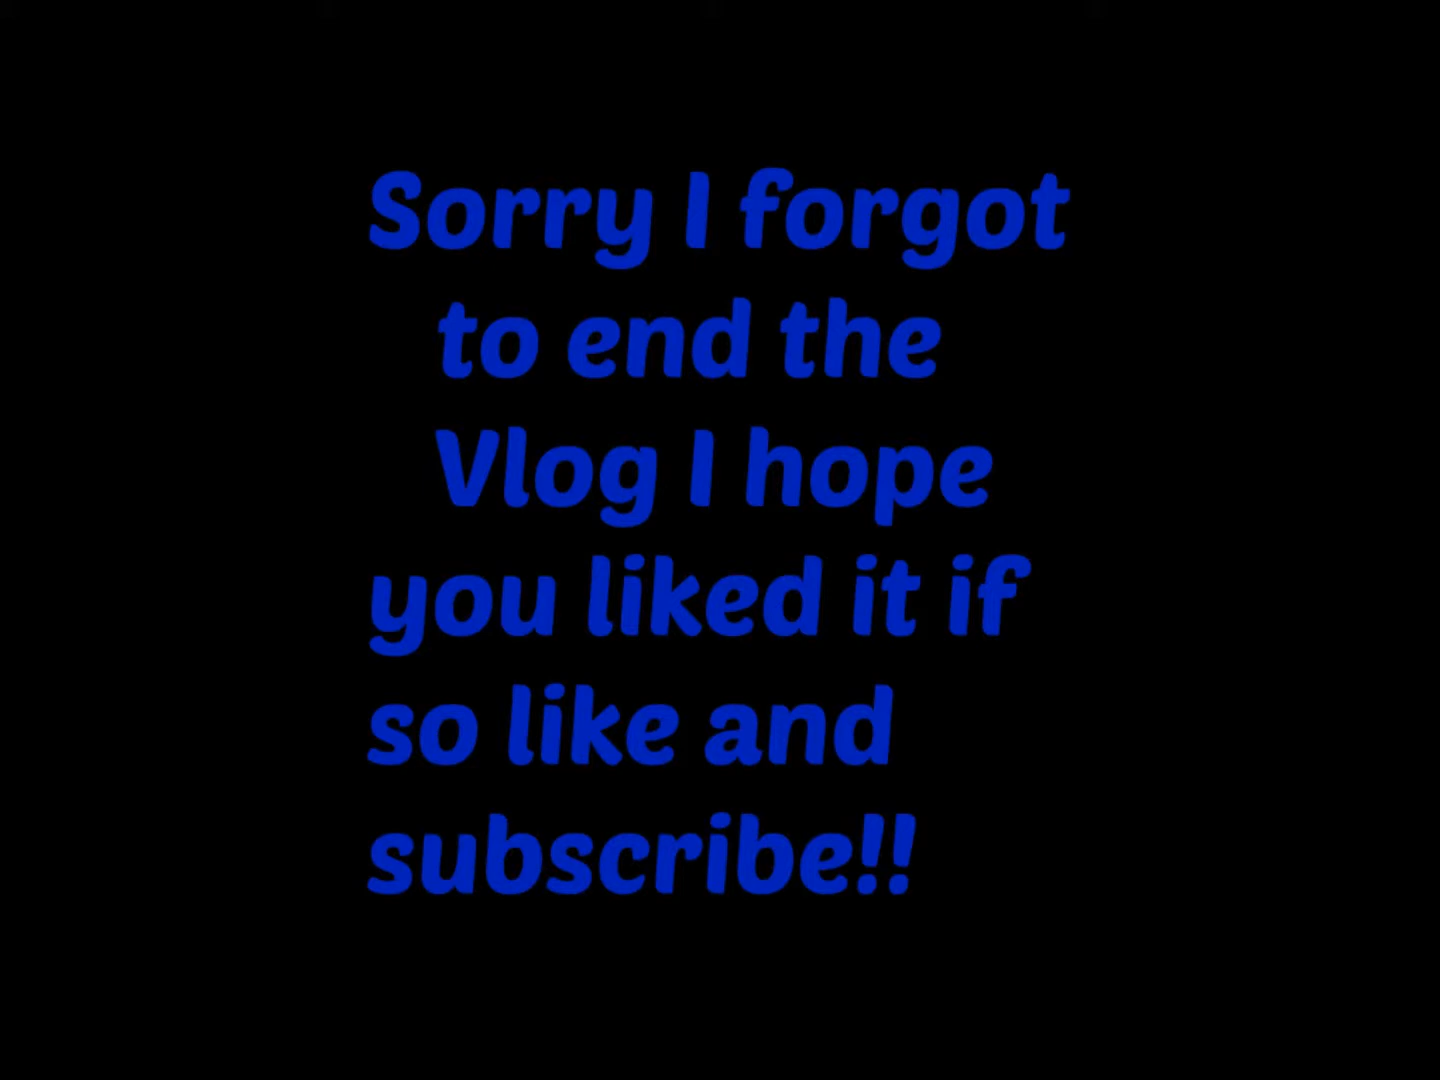 Sorry I forgot
to end the
Vlog I hope
you liked it if
so like and
subscribe!!